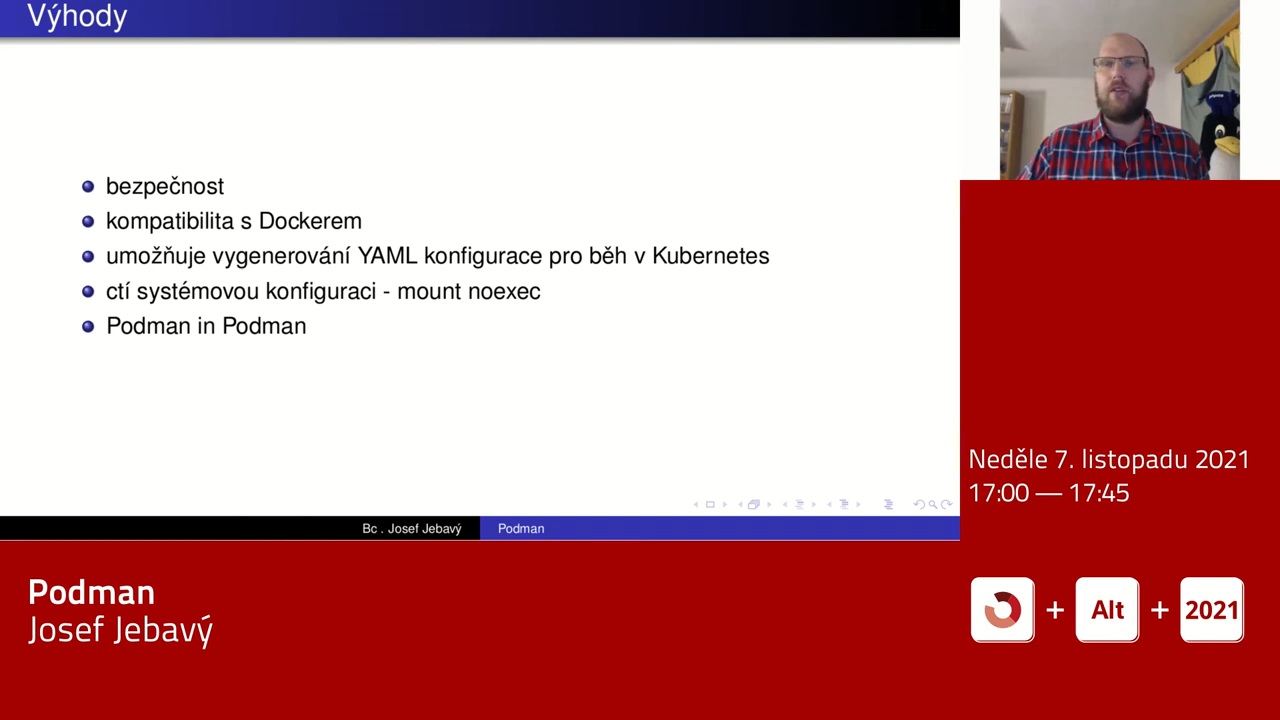 Výhody
bezpečnost
kompatibilita s Dockerem
umožňuje vygenerování YAML konfigurace pro běh v Kubernetes
ctí systémovou konfiguraci - mount noexec
Podman in Podman
Bc . Josef Jebavý
Podman
Neděle 7. listopadu 2021
17:00 — 17:45
Podman
Josef Jebavý
+ Alt + 2021